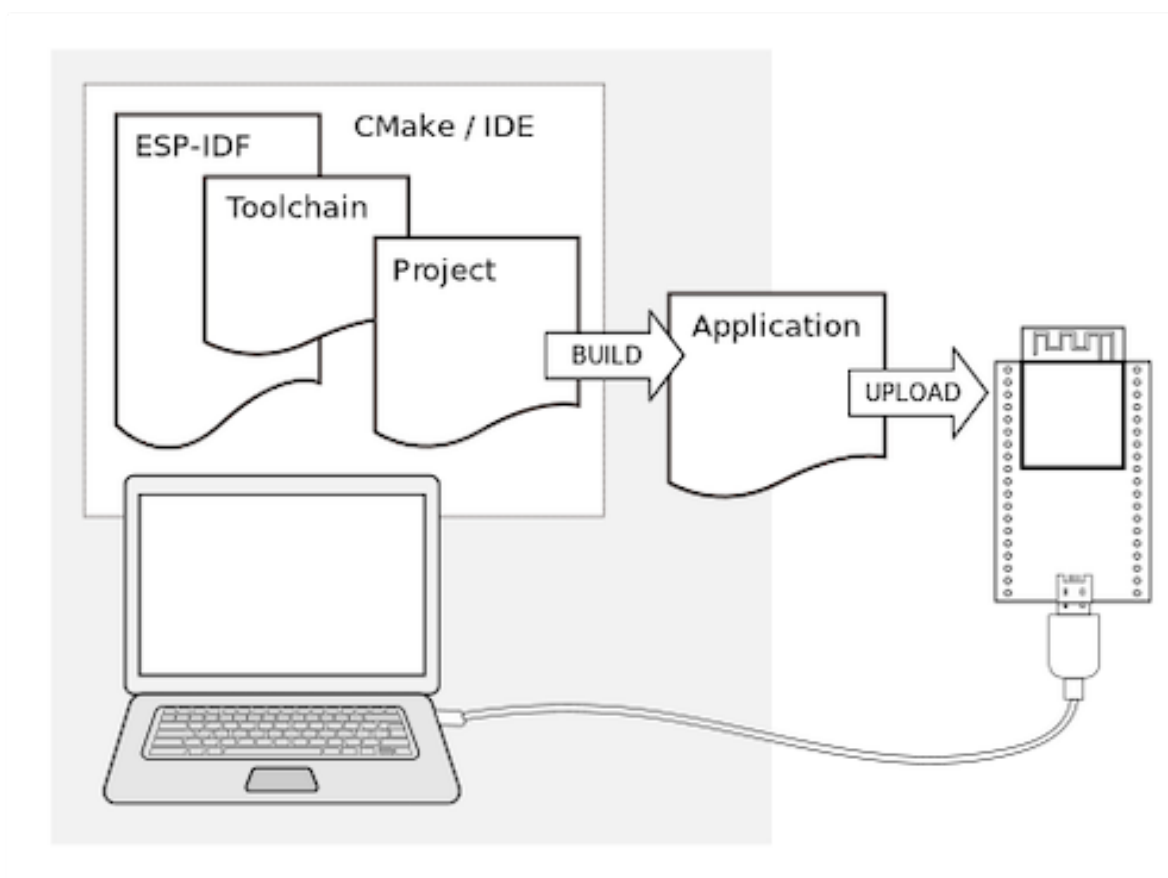 CMake / IDE
ESP-IDF
Toolchain
Project
BUILD
Application
UPLOAD